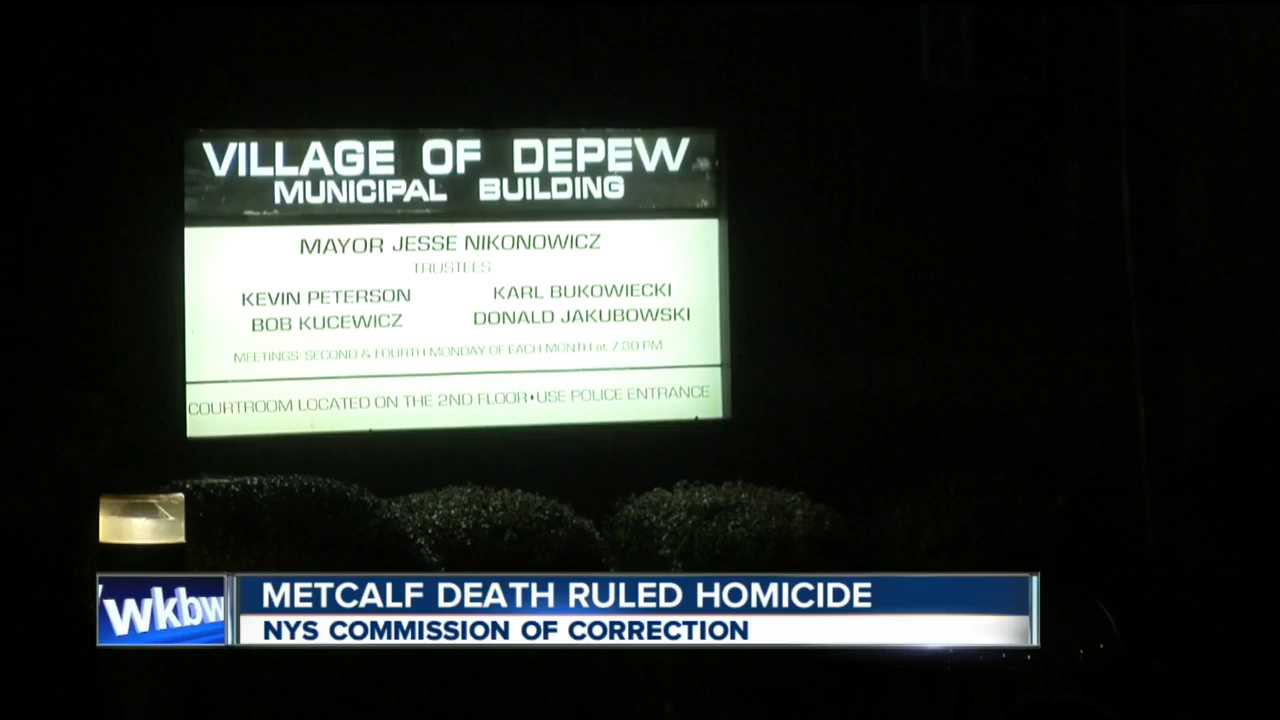 VILLAGE OF DEPEW
MUNICIPAL BUILDING
MAYOR JESSE NIKONOWICZ
TRUSTEES
KEVIN PETERSON KARL BUKOWIECKI
BOB KUCEWICZ DONALD JAKUBOWSKI
MEETINGS: SECOND & FOURTH MONDAY OF EACH MONTH at 7:00 PM
COURTROOM LOCATED ON THE 2ND FLOOR • USE POLICE ENTRANCE
wkbw
METCALF DEATH RULED HOMICIDE
NYS COMMISSION OF CORRECTION